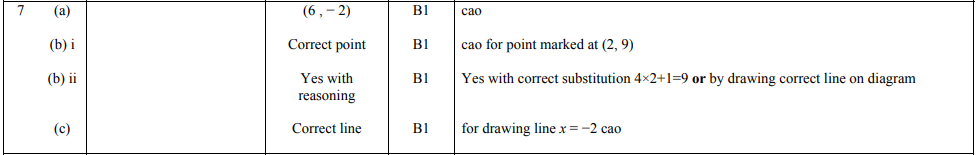 7 (a) (6 , − 2) B1 cao
(b) i Correct point B1 cao for point marked at (2, 9)
(b) ii Yes with B1 Yes with correct substitution 4×2+1=9 or by drawing correct line on diagram
reasoning
(c) Correct line B1 for drawing line x = −2 cao